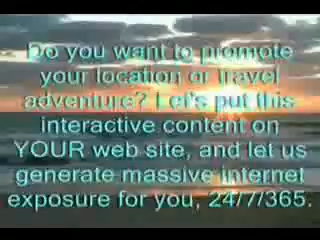 Do you want to promote
your location or travel
adventure? Let's put this
interactive content on
YOUR web site, and let us
generate massive internet
exposure for you, 24/7/365.